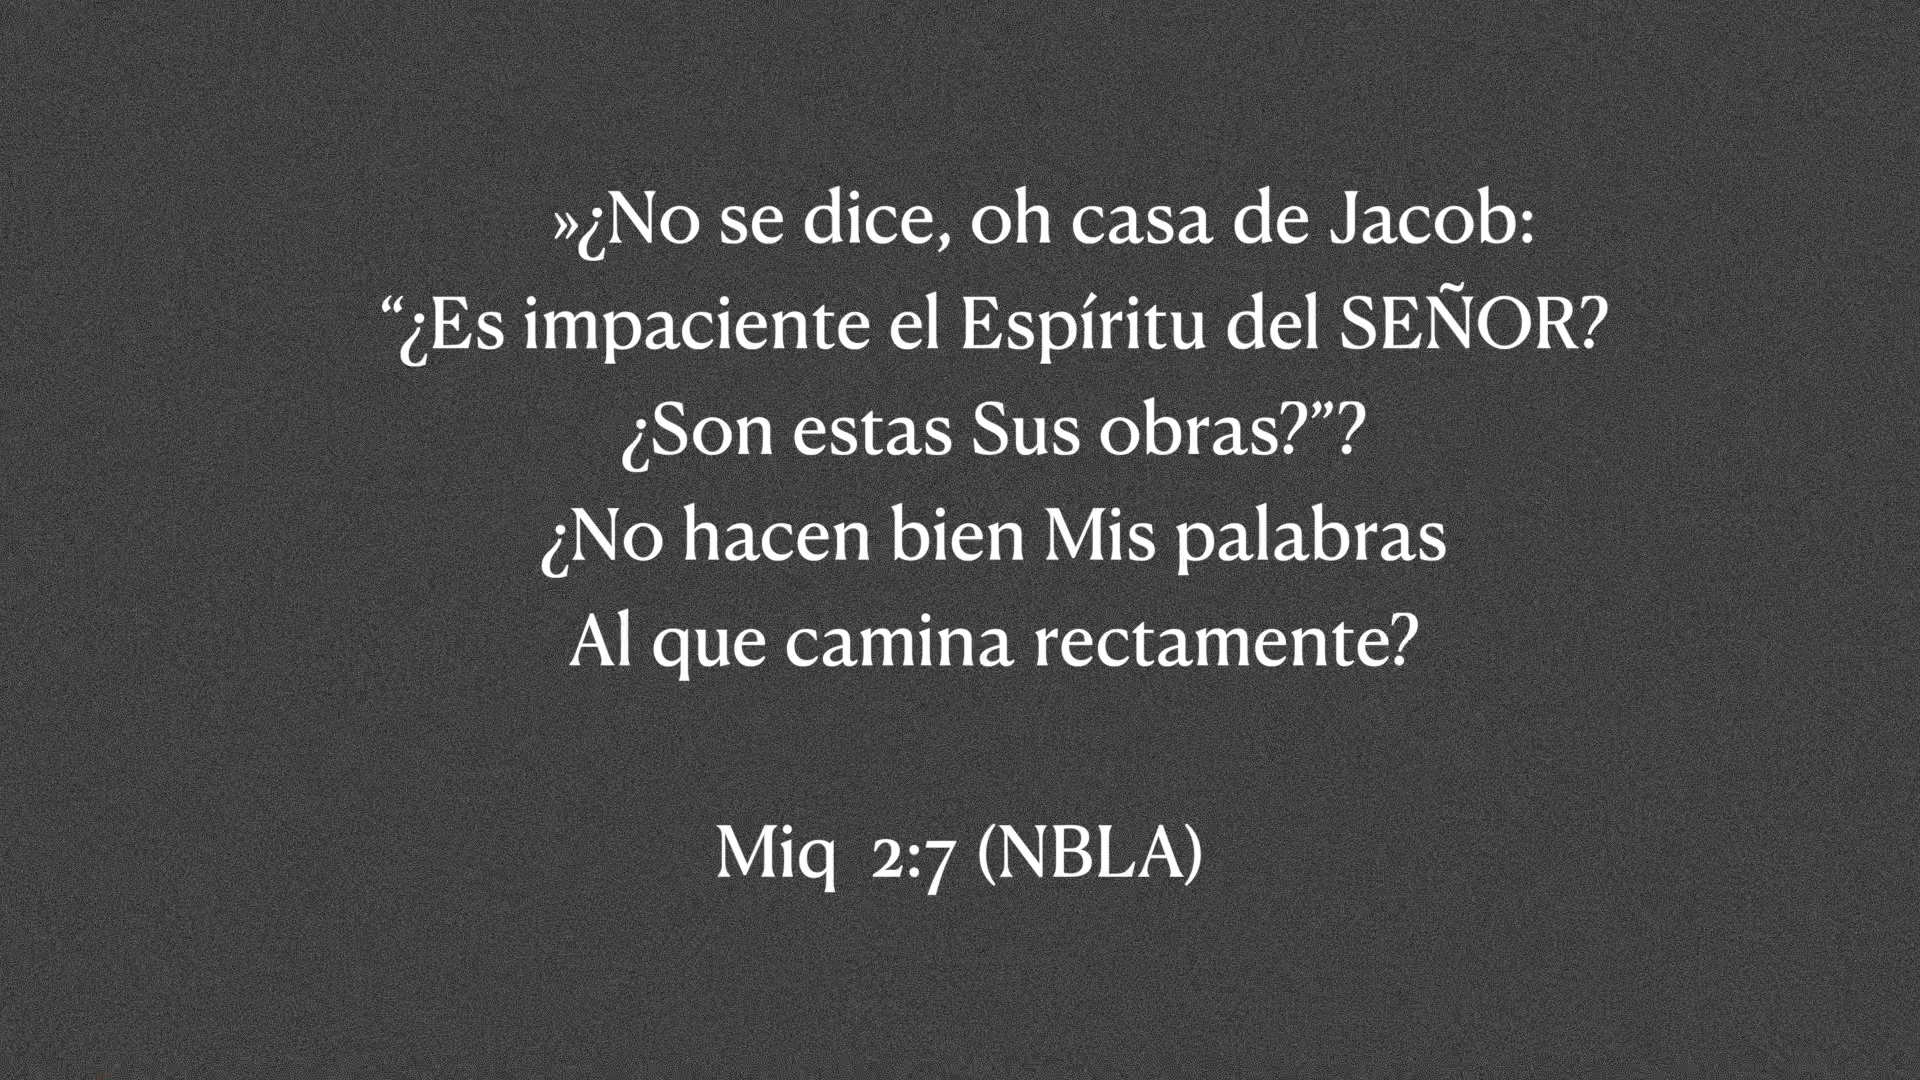 »¿No se dice, oh casa de Jacob:
“¿Es impaciente el Espíritu del SEÑOR?
¿Son estas Sus obras?”?
¿No hacen bien Mis palabras
Al que camina rectamente?
Miq  2:7 (NBLA)